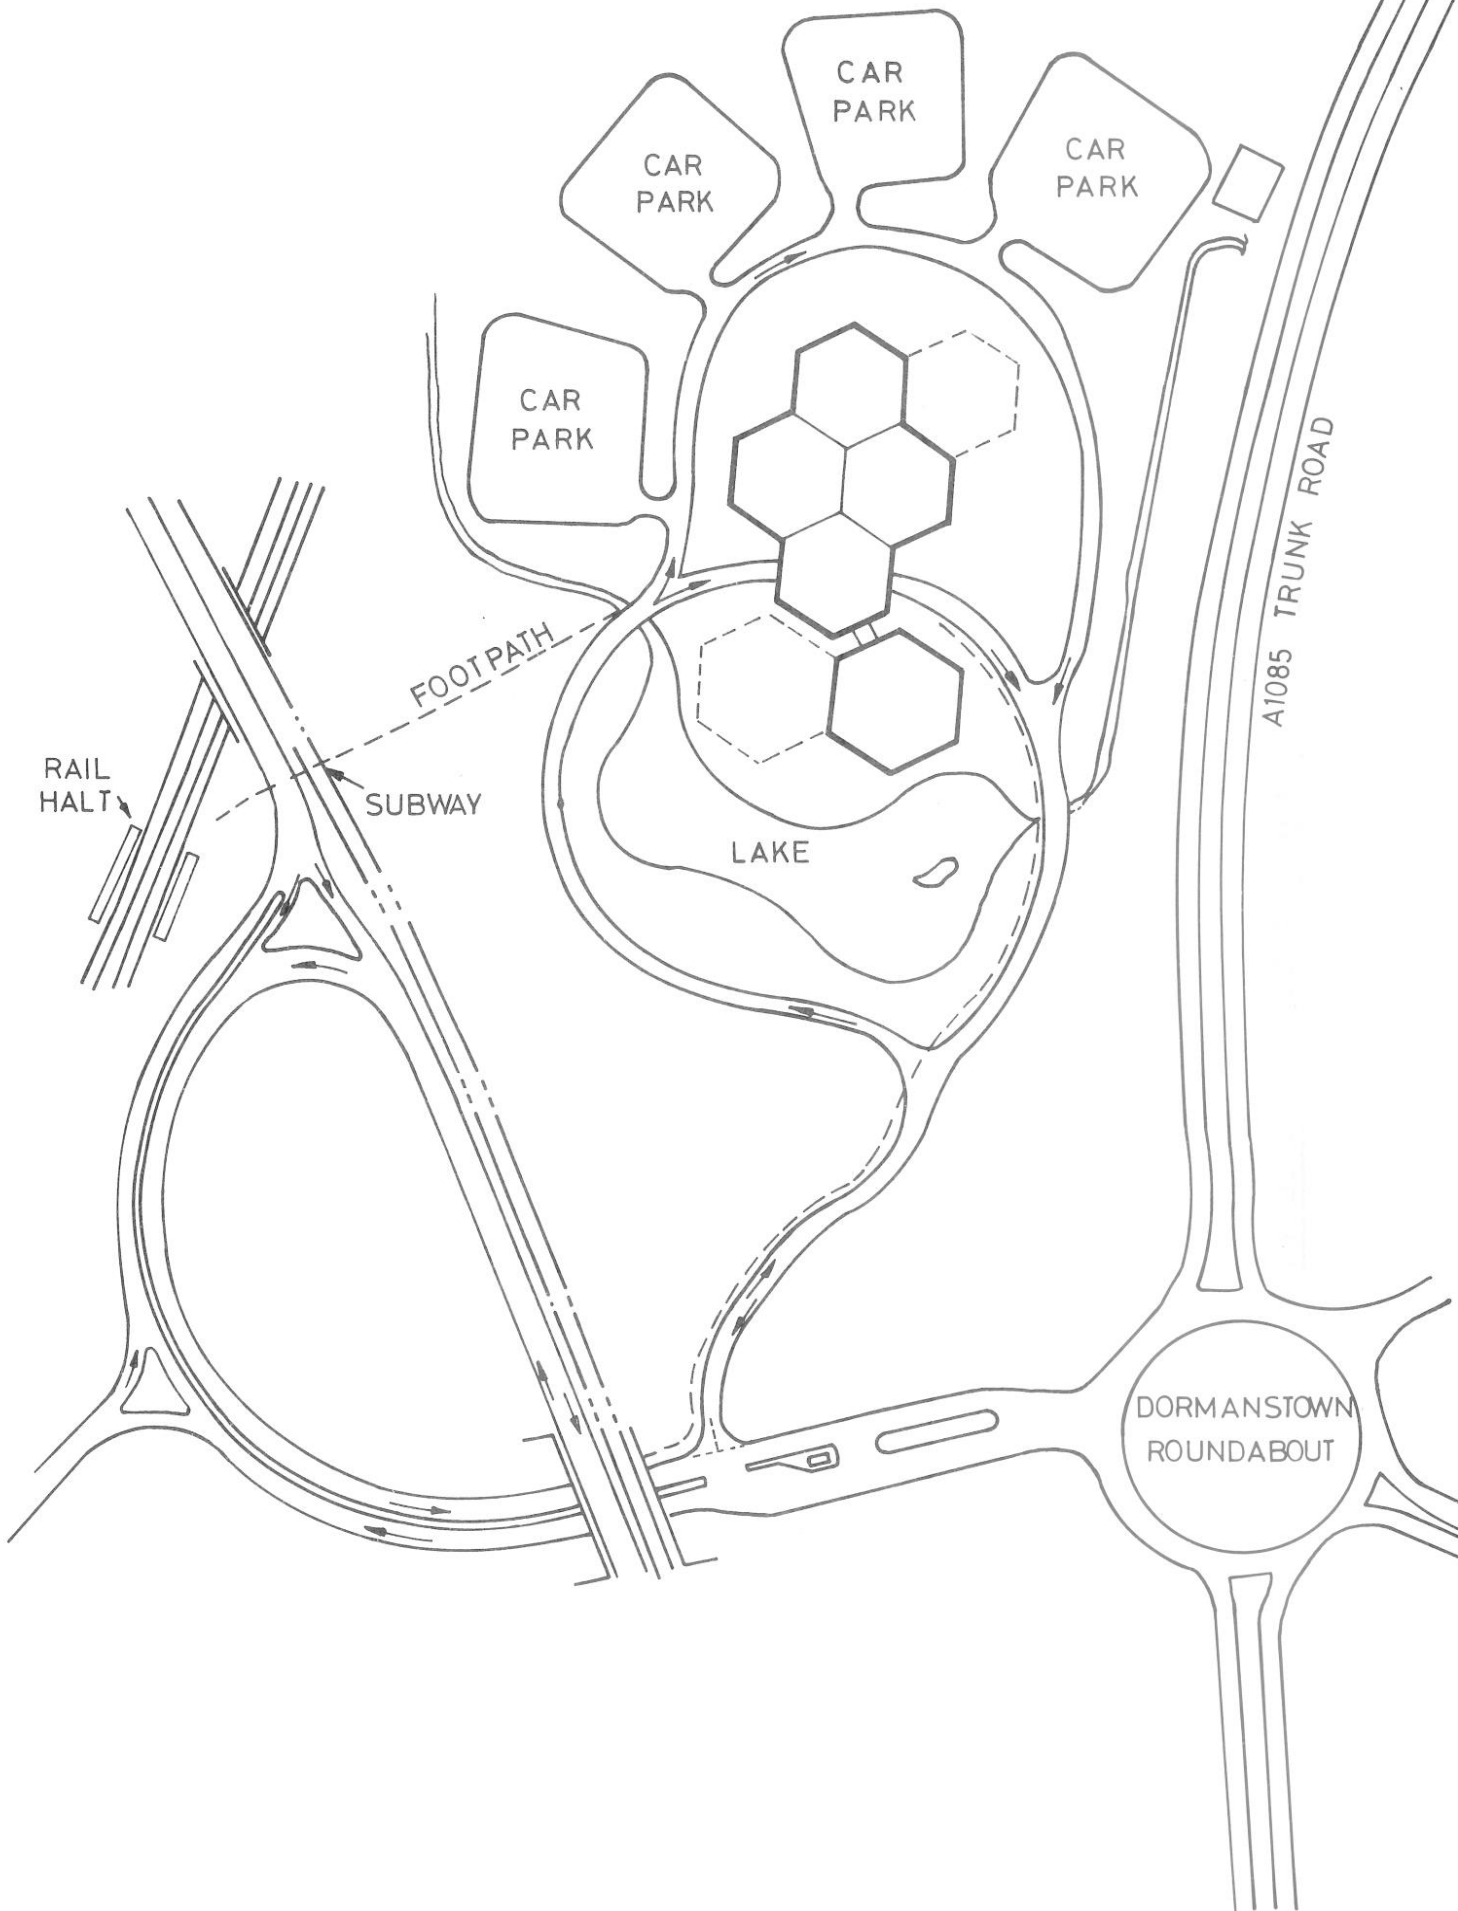 CAR
PARK
CAR
PARK
CAR
PARK
CAR
PARK
A1085 TRUNK ROAD
FOOTPATH
RAIL
HALT
SUBWAY
LAKE
DORMANSTOWN
ROUNDABOUT